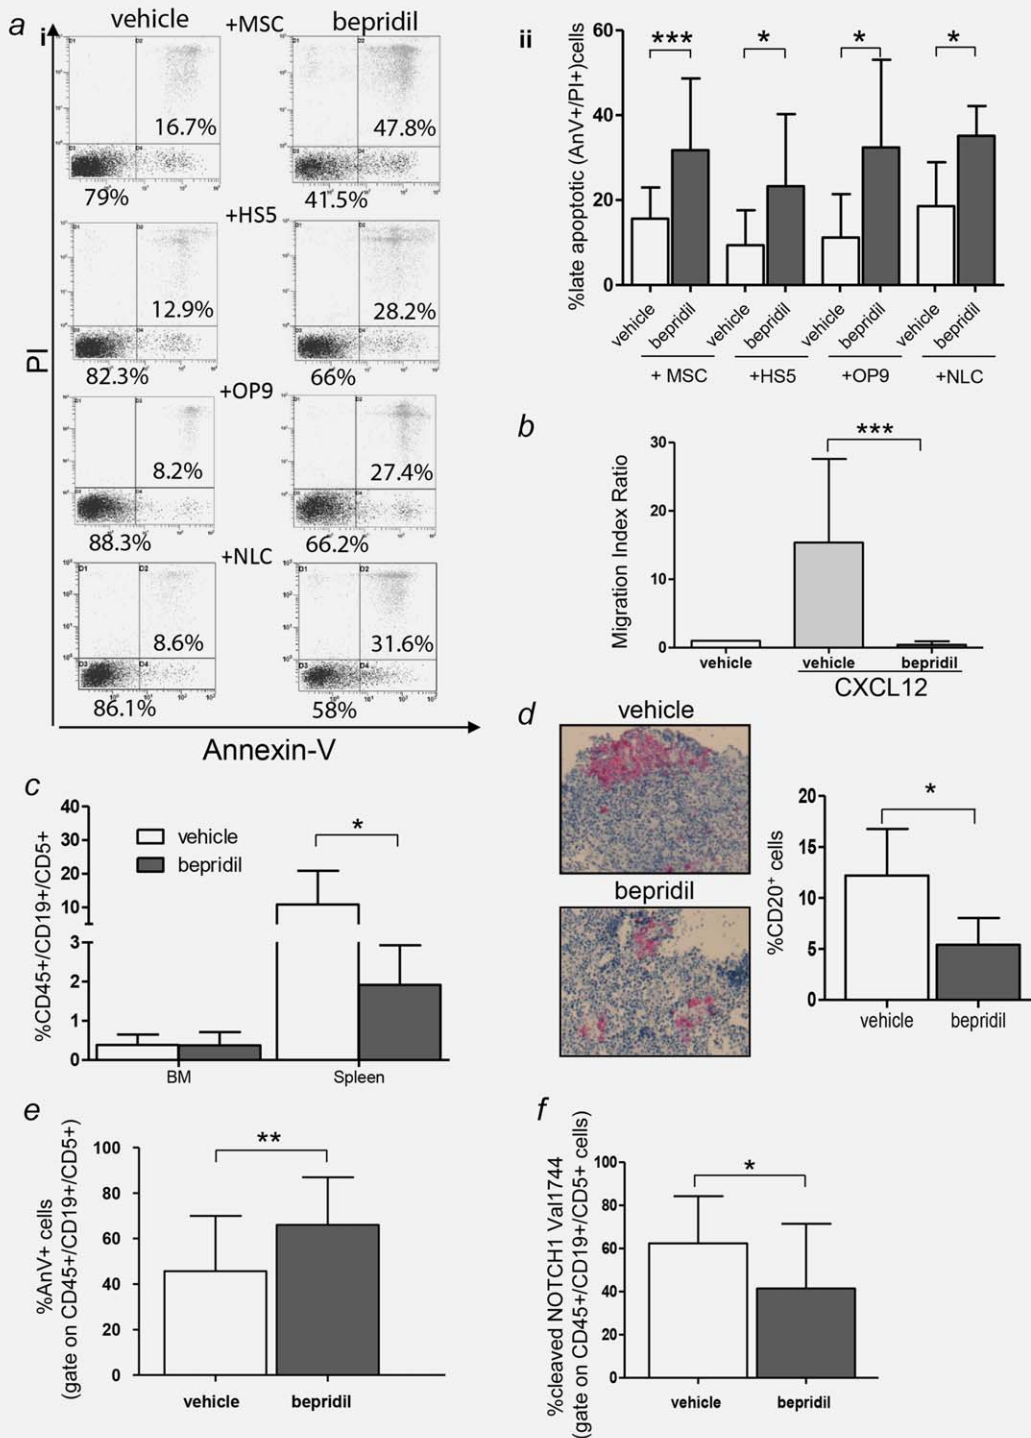 a
i
vehicle
+MSC
bepridil
D1 D2
D3 D4
16.7%
47.8%
79%
41.5%
+HS5
12.9%
28.2%
82.3%
66%
+OP9
8.2%
27.4%
88.3%
66.2%
+NLC
8.6%
31.6%
86.1%
58%
PI
Annexin-V
ii
%late apoptotic (AnV+/PI+)cells
60
40
20
0
*** * * *
vehicle bepridil vehicle bepridil vehicle bepridil vehicle bepridil
+ MSC +HS5 +OP9 +NLC
b
Migration Index Ratio
30
20
10
0
***
vehicle vehicle bepridil
CXCL12
c
%CD45+/CD19+/CD5+
40
30
20
10
3
2
1
0
vehicle
bepridil
*
BM Spleen
d
vehicle
bepridil
%CD20+ cells
20
15
10
5
0
*
vehicle bepridil
e
%AnV+ cells
(gate on CD45+/CD19+/CD5+)
100
80
60
40
20
0
**
vehicle bepridil
f
%cleaved NOTCH1 Val1744
(gate on CD45+/CD19+/CD5+ cells)
100
80
60
40
20
0
*
vehicle bepridil